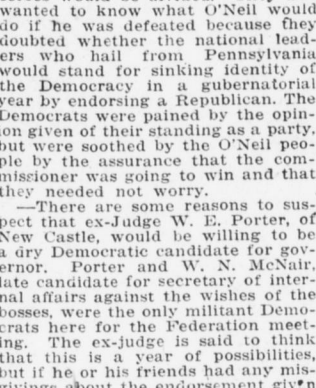 wanted to know what O'Neil would
do if he was defeated because they
doubted whether the national lead-
ers who hail from Pennsylvania
would stand for sinking identity of
the Democracy in a gubernatorial
year by endorsing a Republican. The
Democrats were pained by the opin-
ion given of their standing as a party,
but were soothed by the O'Neil peo-
ple by the assurance that the com-
missioner was going to win and that
they needed not worry.
—There are some reasons to sus-
pect that ex-Judge W. E. Porter, of
New Castle, would be willing to be
a dry Democratic candidate for gov-
ernor. Porter and W. N. McNair,
late candidate for secretary of inter-
nal affairs against the wishes of the
bosses, were the only militant Demo-
crats here for the Federation meet-
ing. The ex-judge is said to think
that this is a year of possibilities,
but if he or his friends had any mis-
givings about the endorsement given